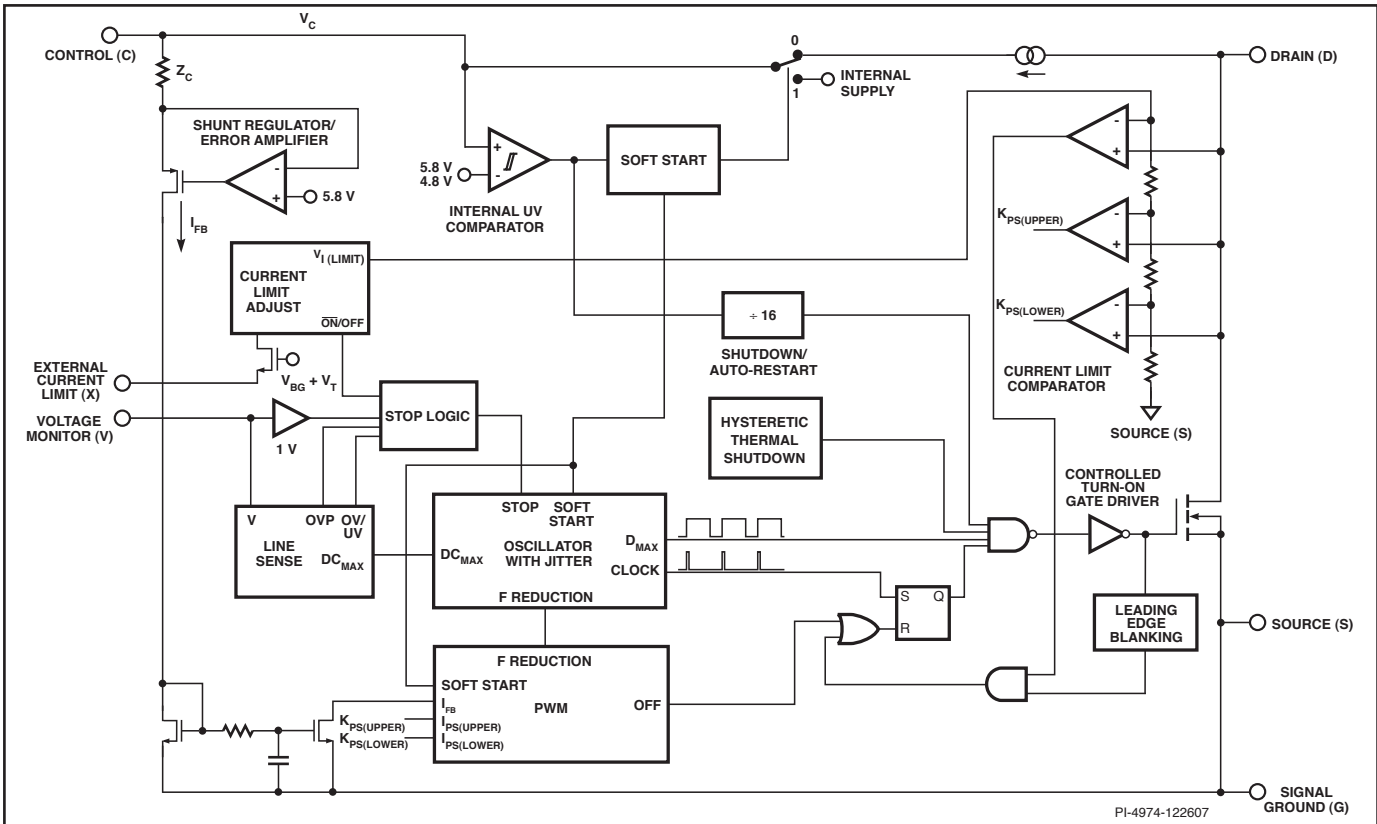 V_C
CONTROL (C)
Z_C
0
1
INTERNAL
SUPPLY
DRAIN (D)
SHUNT REGULATOR/
ERROR AMPLIFIER
-
+
5.8 V
I_FB
+
-
5.8 V
4.8 V
INTERNAL UV
COMPARATOR
SOFT START
-
+
K_PS(UPPER)
-
+
K_PS(LOWER)
-
+
CURRENT LIMIT
COMPARATOR
SOURCE (S)
V_I (LIMIT)
CURRENT
LIMIT
ADJUST
O̅N̅/OFF
÷ 16
SHUTDOWN/
AUTO-RESTART
EXTERNAL
CURRENT
LIMIT (X)
V_BG + V_T
VOLTAGE
MONITOR (V)
1 V
STOP LOGIC
HYSTERETIC
THERMAL
SHUTDOWN
CONTROLLED
TURN-ON
GATE DRIVER
V
OVP
OV/
UV
LINE
SENSE
DC_MAX
STOP
SOFT
START
DC_MAX
OSCILLATOR
WITH JITTER
D_MAX
CLOCK
F REDUCTION
S
Q
R
LEADING
EDGE
BLANKING
SOURCE (S)
F REDUCTION
SOFT START
PWM
OFF
I_FB
K_PS(UPPER)
I_PS(UPPER)
K_PS(LOWER)
I_PS(LOWER)
SIGNAL
GROUND (G)
PI-4974-122607